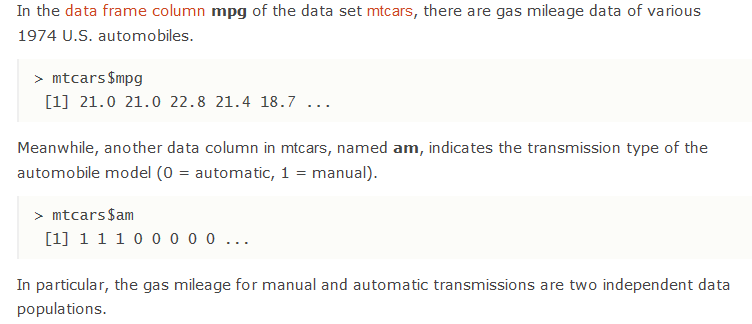 In the data frame column mpg of the data set mtcars, there are gas mileage data of various
1974 U.S. automobiles.
> mtcars$mpg
[1] 21.0 21.0 22.8 21.4 18.7 ...
Meanwhile, another data column in mtcars, named am, indicates the transmission type of the
automobile model (0 = automatic, 1 = manual).
> mtcars$am
[1] 1 1 1 0 0 0 0 0 ...
In particular, the gas mileage for manual and automatic transmissions are two independent data
populations.